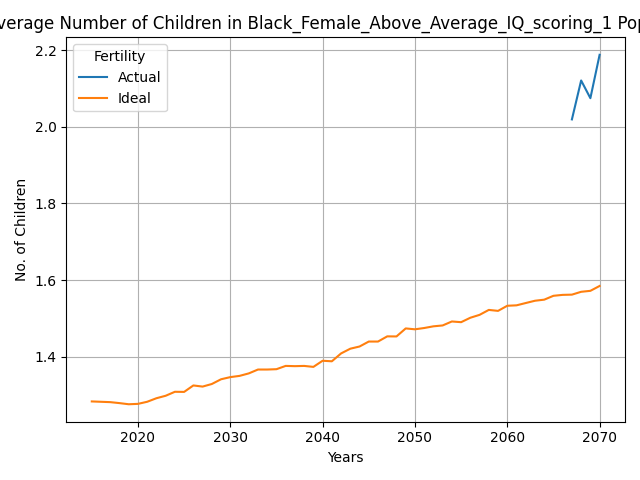 verage Number of Children in Black_Female_Above_Average_IQ_scoring_1 Pop
Fertility
Actual
Ideal
2.2
2.0
1.8
1.6
1.4
No. of Children
2020 2030 2040 2050 2060 2070
Years